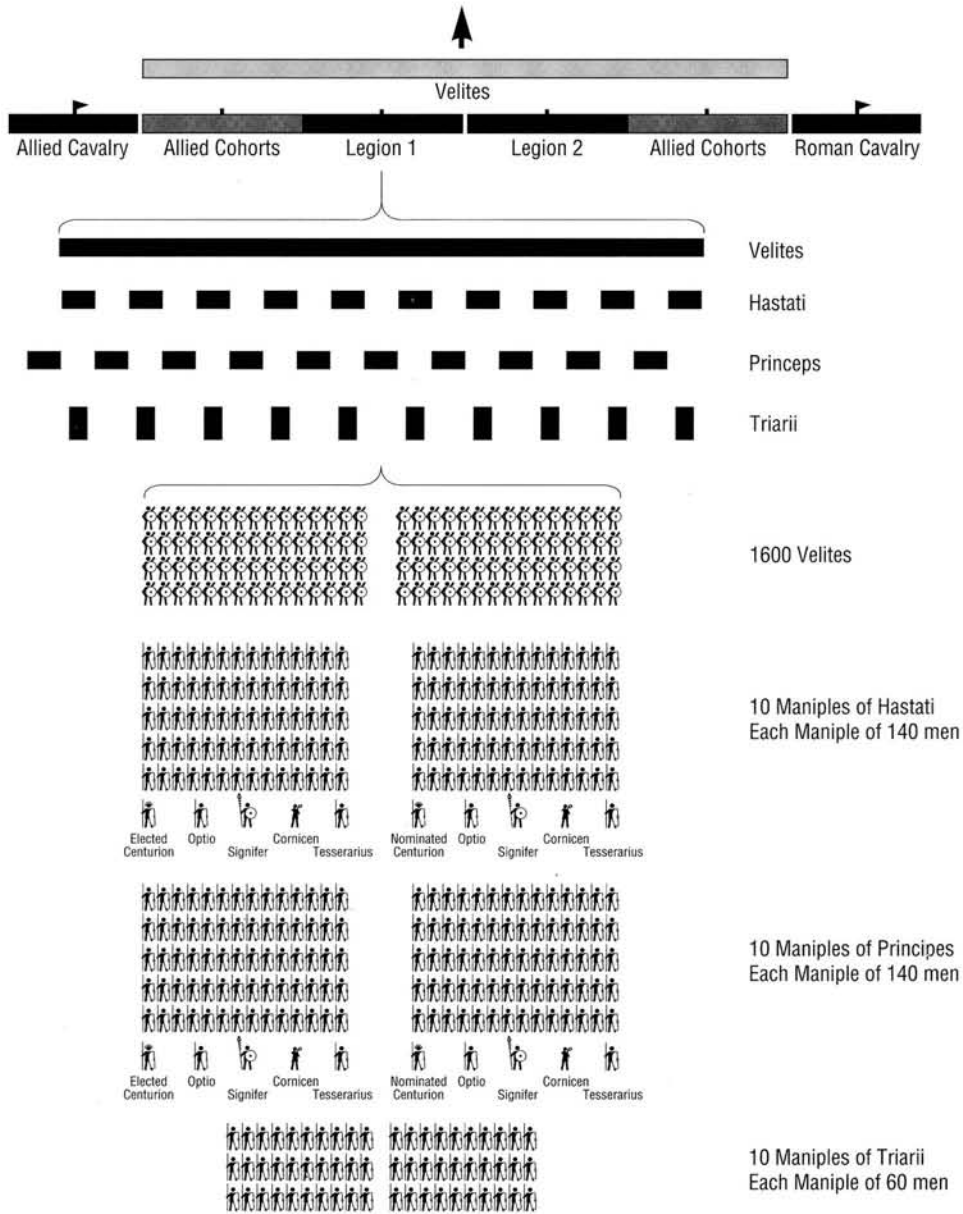 Velites
Allied Cavalry Allied Cohorts Legion 1 Legion 2 Allied Cohorts Roman Cavalry
Velites
Hastati
Princeps
Triarii
1600 Velites
10 Maniples of Hastati
Each Maniple of 140 men
Elected Centurion Optio Signifer Cornicen Tesserarius Nominated Centurion Optio Signifer Cornicen Tesserarius
10 Maniples of Principes
Each Maniple of 140 men
Elected Centurion Optio Signifer Cornicen Tesserarius Nominated Centurion Optio Signifer Cornicen Tesserarius
10 Maniples of Triarii
Each Maniple of 60 men